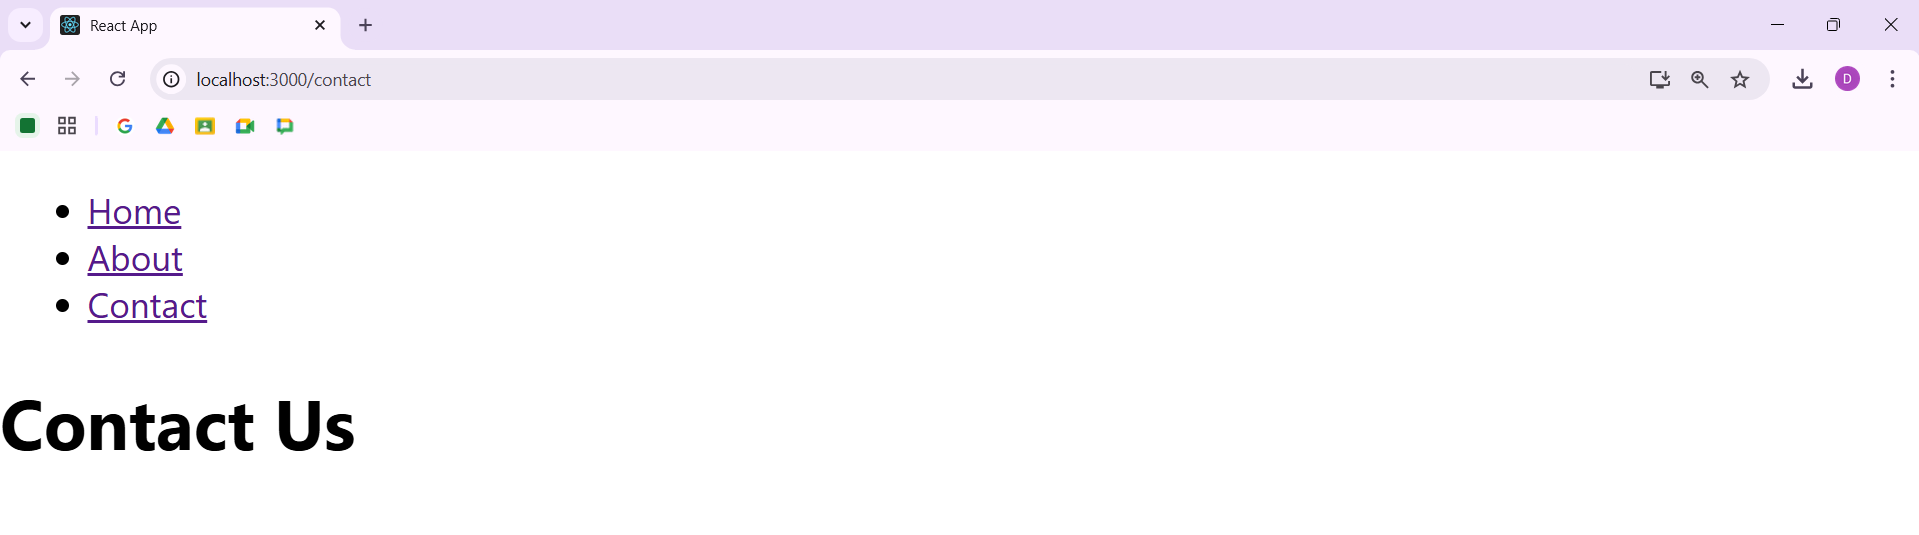 React App
localhost:3000/contact
D
Home
About
Contact
Contact Us